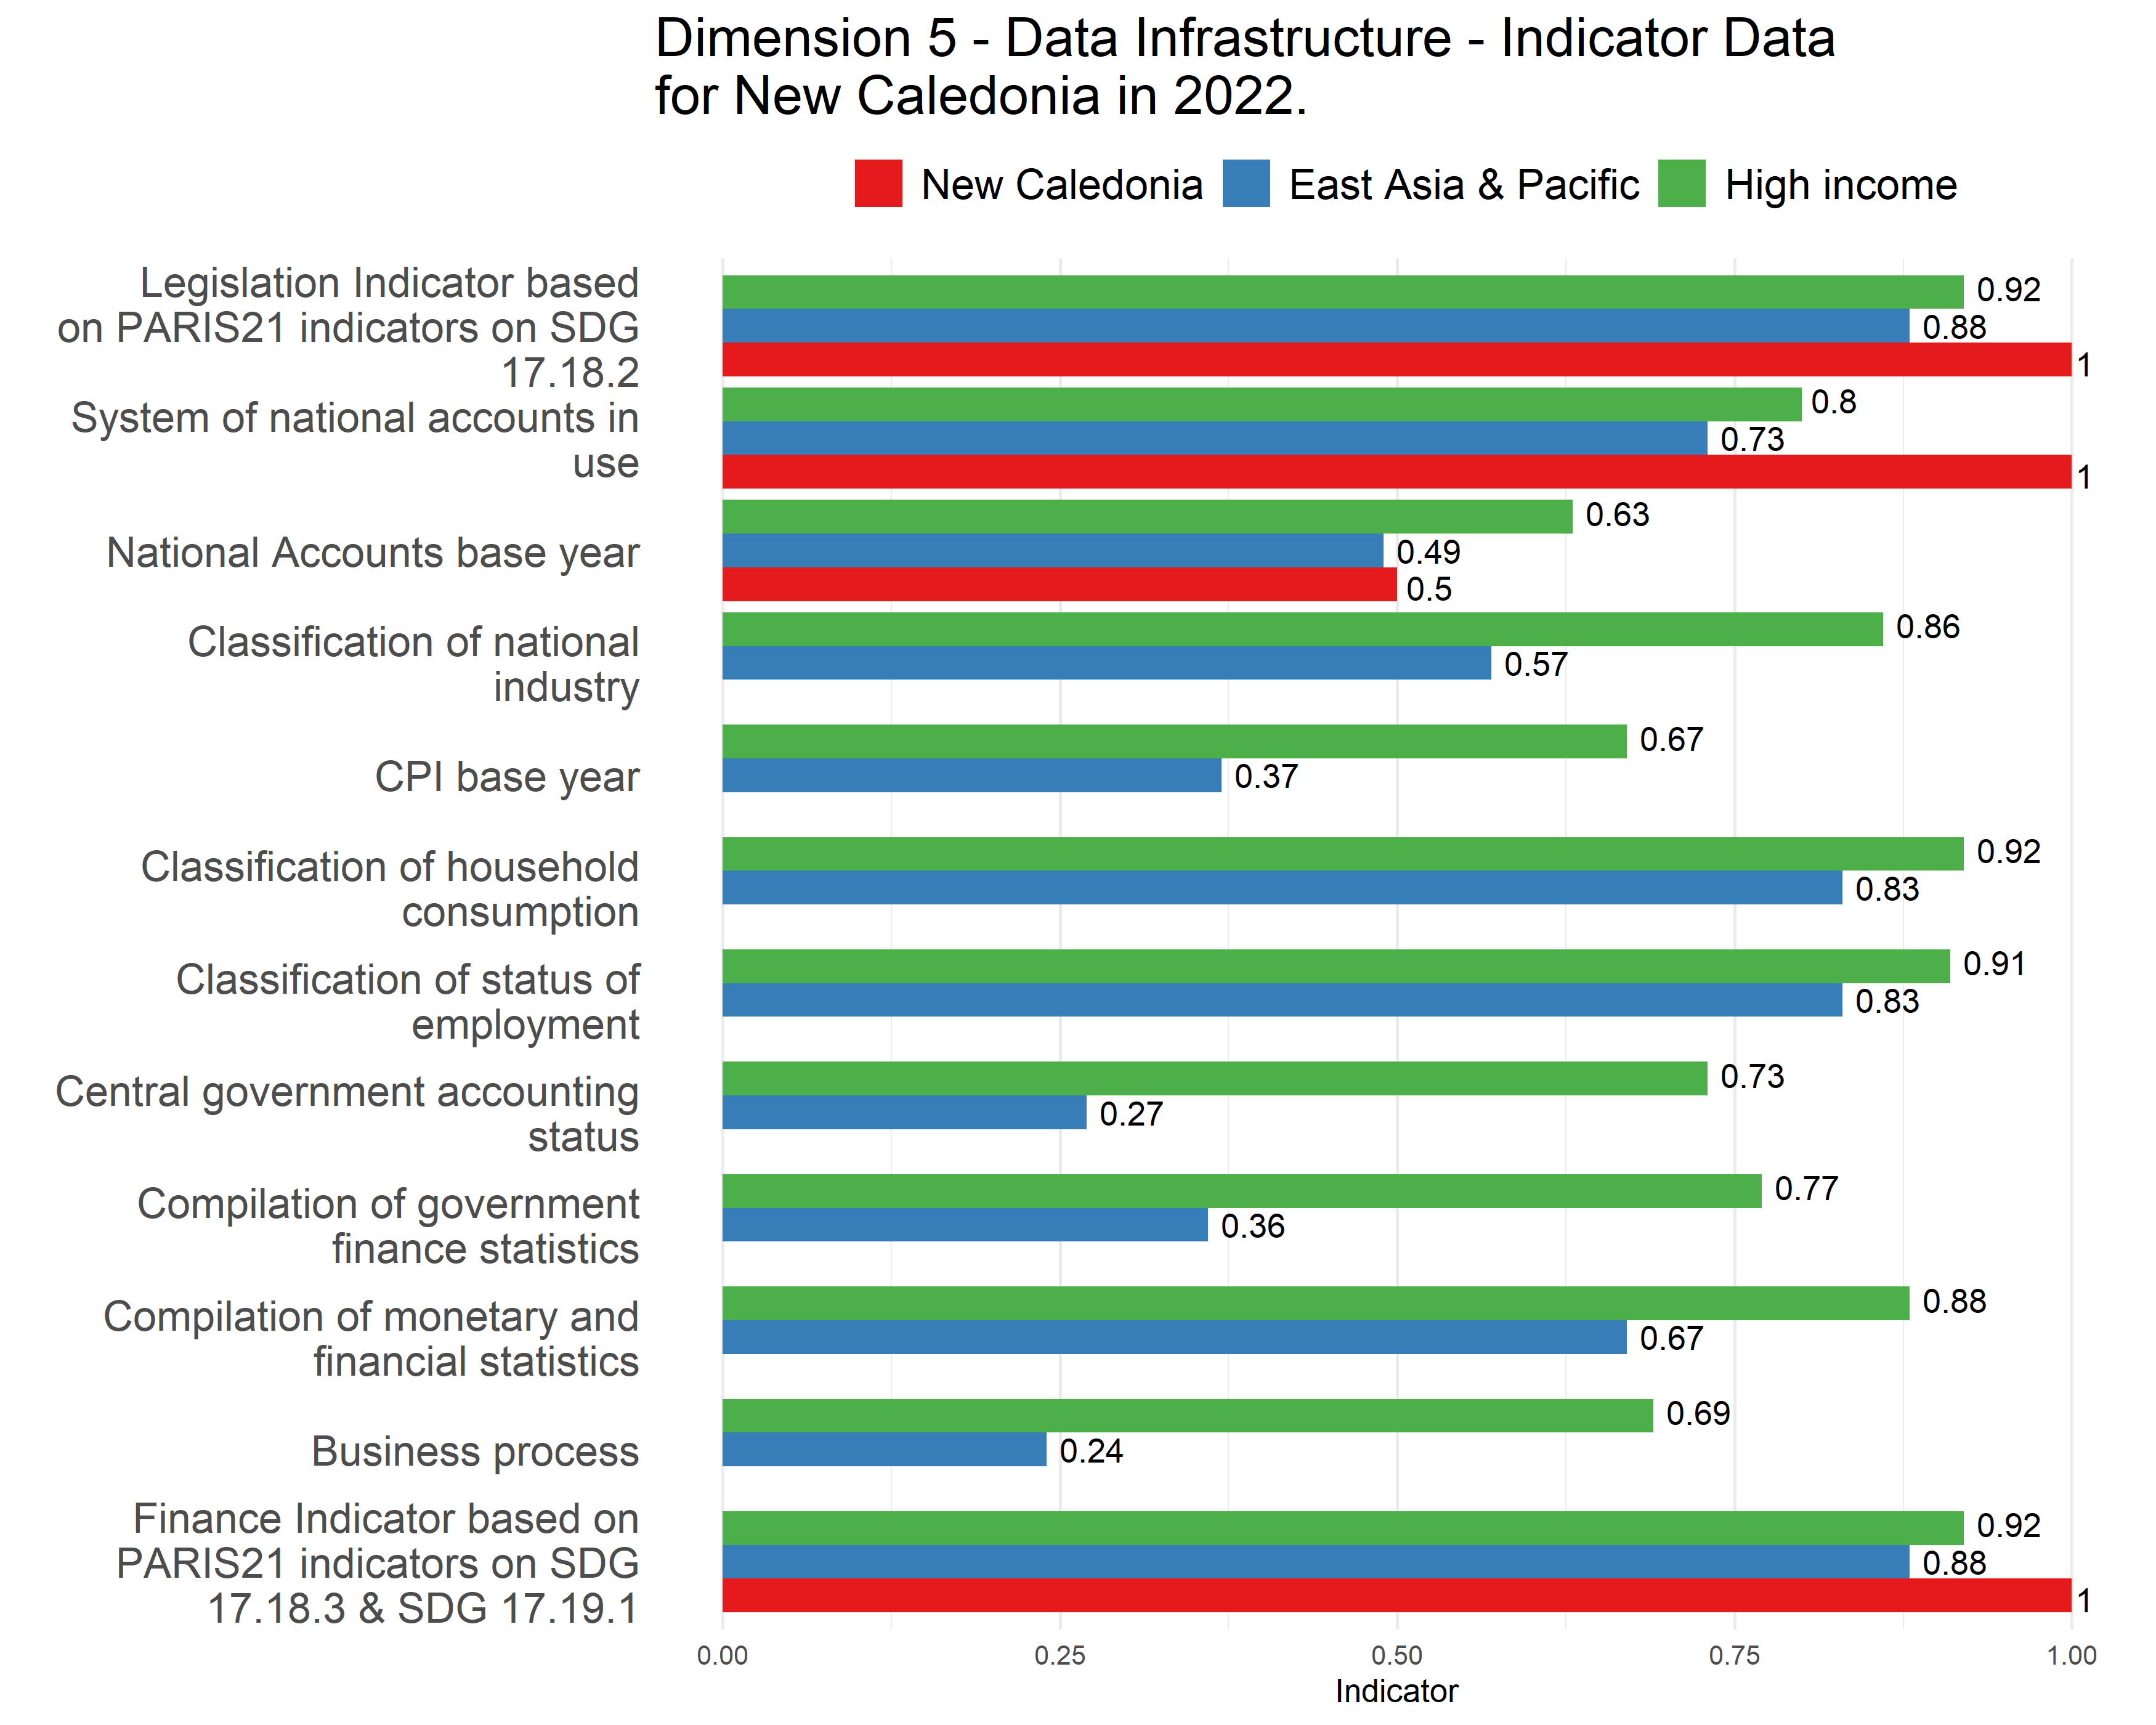 Dimension 5 - Data Infrastructure - Indicator Data
for New Caledonia in 2022.
New Caledonia East Asia & Pacific High income
Legislation Indicator based
on PARIS21 indicators on SDG
17.18.2
0.92
0.88
1
System of national accounts in
use
0.8
0.73
1
National Accounts base year
0.63
0.49
0.5
Classification of national
industry
0.86
0.57
CPI base year
0.67
0.37
Classification of household
consumption
0.92
0.83
Classification of status of
employment
0.91
0.83
Central government accounting
status
0.73
0.27
Compilation of government
finance statistics
0.77
0.36
Compilation of monetary and
financial statistics
0.88
0.67
Business process
0.69
0.24
Finance Indicator based on
PARIS21 indicators on SDG
17.18.3 & SDG 17.19.1
0.92
0.88
1
0.00 0.25 0.50 0.75 1.00
Indicator